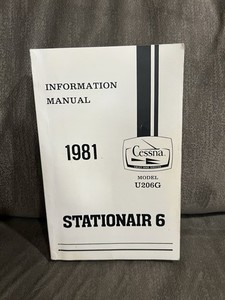 INFORMATION
MANUAL
1981
Cessna
MODEL
U206G
STATIONAIR 6